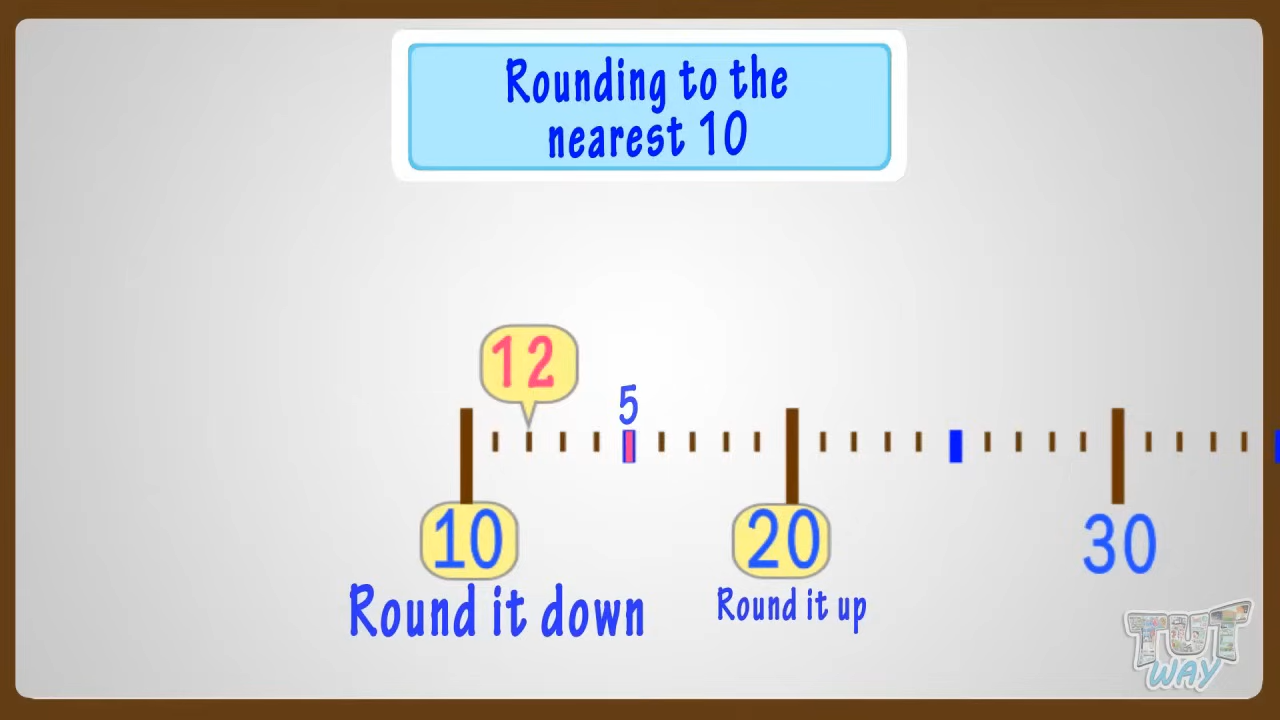 Rounding to the
nearest 10
12
5
10
20
30
Round it down
Round it up
TUT
WAY